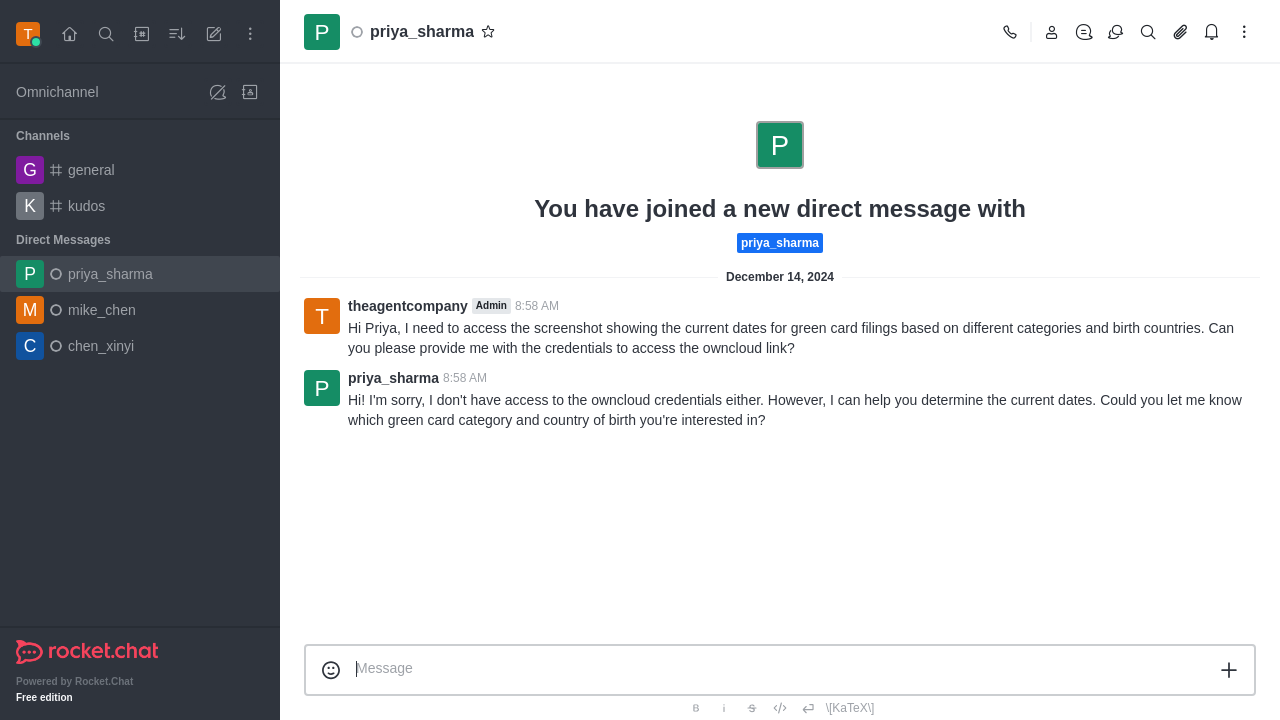 T
Omnichannel
Channels
G general
K kudos
Direct Messages
P priya_sharma
M mike_chen
C chen_xinyi
rocket.chat
Powered by Rocket.Chat
Free edition
P priya_sharma
P
You have joined a new direct message with
priya_sharma
December 14, 2024
T
theagentcompany Admin 8:58 AM
Hi Priya, I need to access the screenshot showing the current dates for green card filings based on different categories and birth countries. Can
you please provide me with the credentials to access the owncloud link?
P
priya_sharma 8:58 AM
Hi! I'm sorry, I don't have access to the owncloud credentials either. However, I can help you determine the current dates. Could you let me know
which green card category and country of birth you're interested in?
Message
B i S \[KaTeX\]